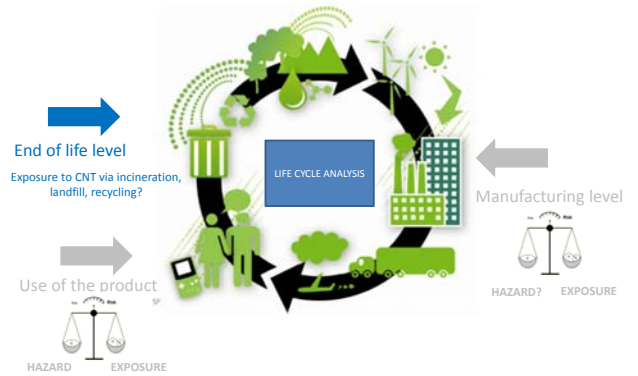 End of life level
Exposure to CNT via incineration,
landfill, recycling?
LIFE CYCLE ANALYSIS
Manufacturing level
HAZARD? EXPOSURE
Use of the product
HAZARD EXPOSURE